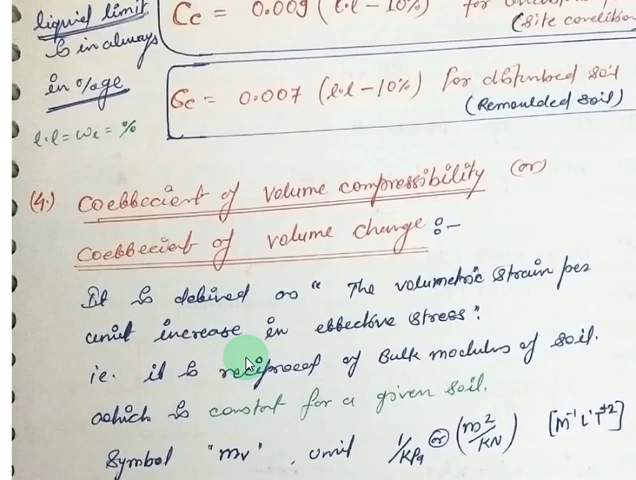 liquid limit
is in always
in %age
l.l = wL = %
Cc = 0.009 (l.l - 10%) for
(site condition
Cc = 0.007 (l.l - 10%) for disturbed soil
(Remoulded soil)
(4.) Coefficient of volume compressibility (or)
Coefficient of volume change :-
It is defined as " The volumetric strain per
unit increase in effective stress".
ie. it is reciprocal of Bulk modulus of soil.
which is constant for a given soil.
Symbol "mv", unit 1/kPa or (m2/kN) [M-1L1T+2]